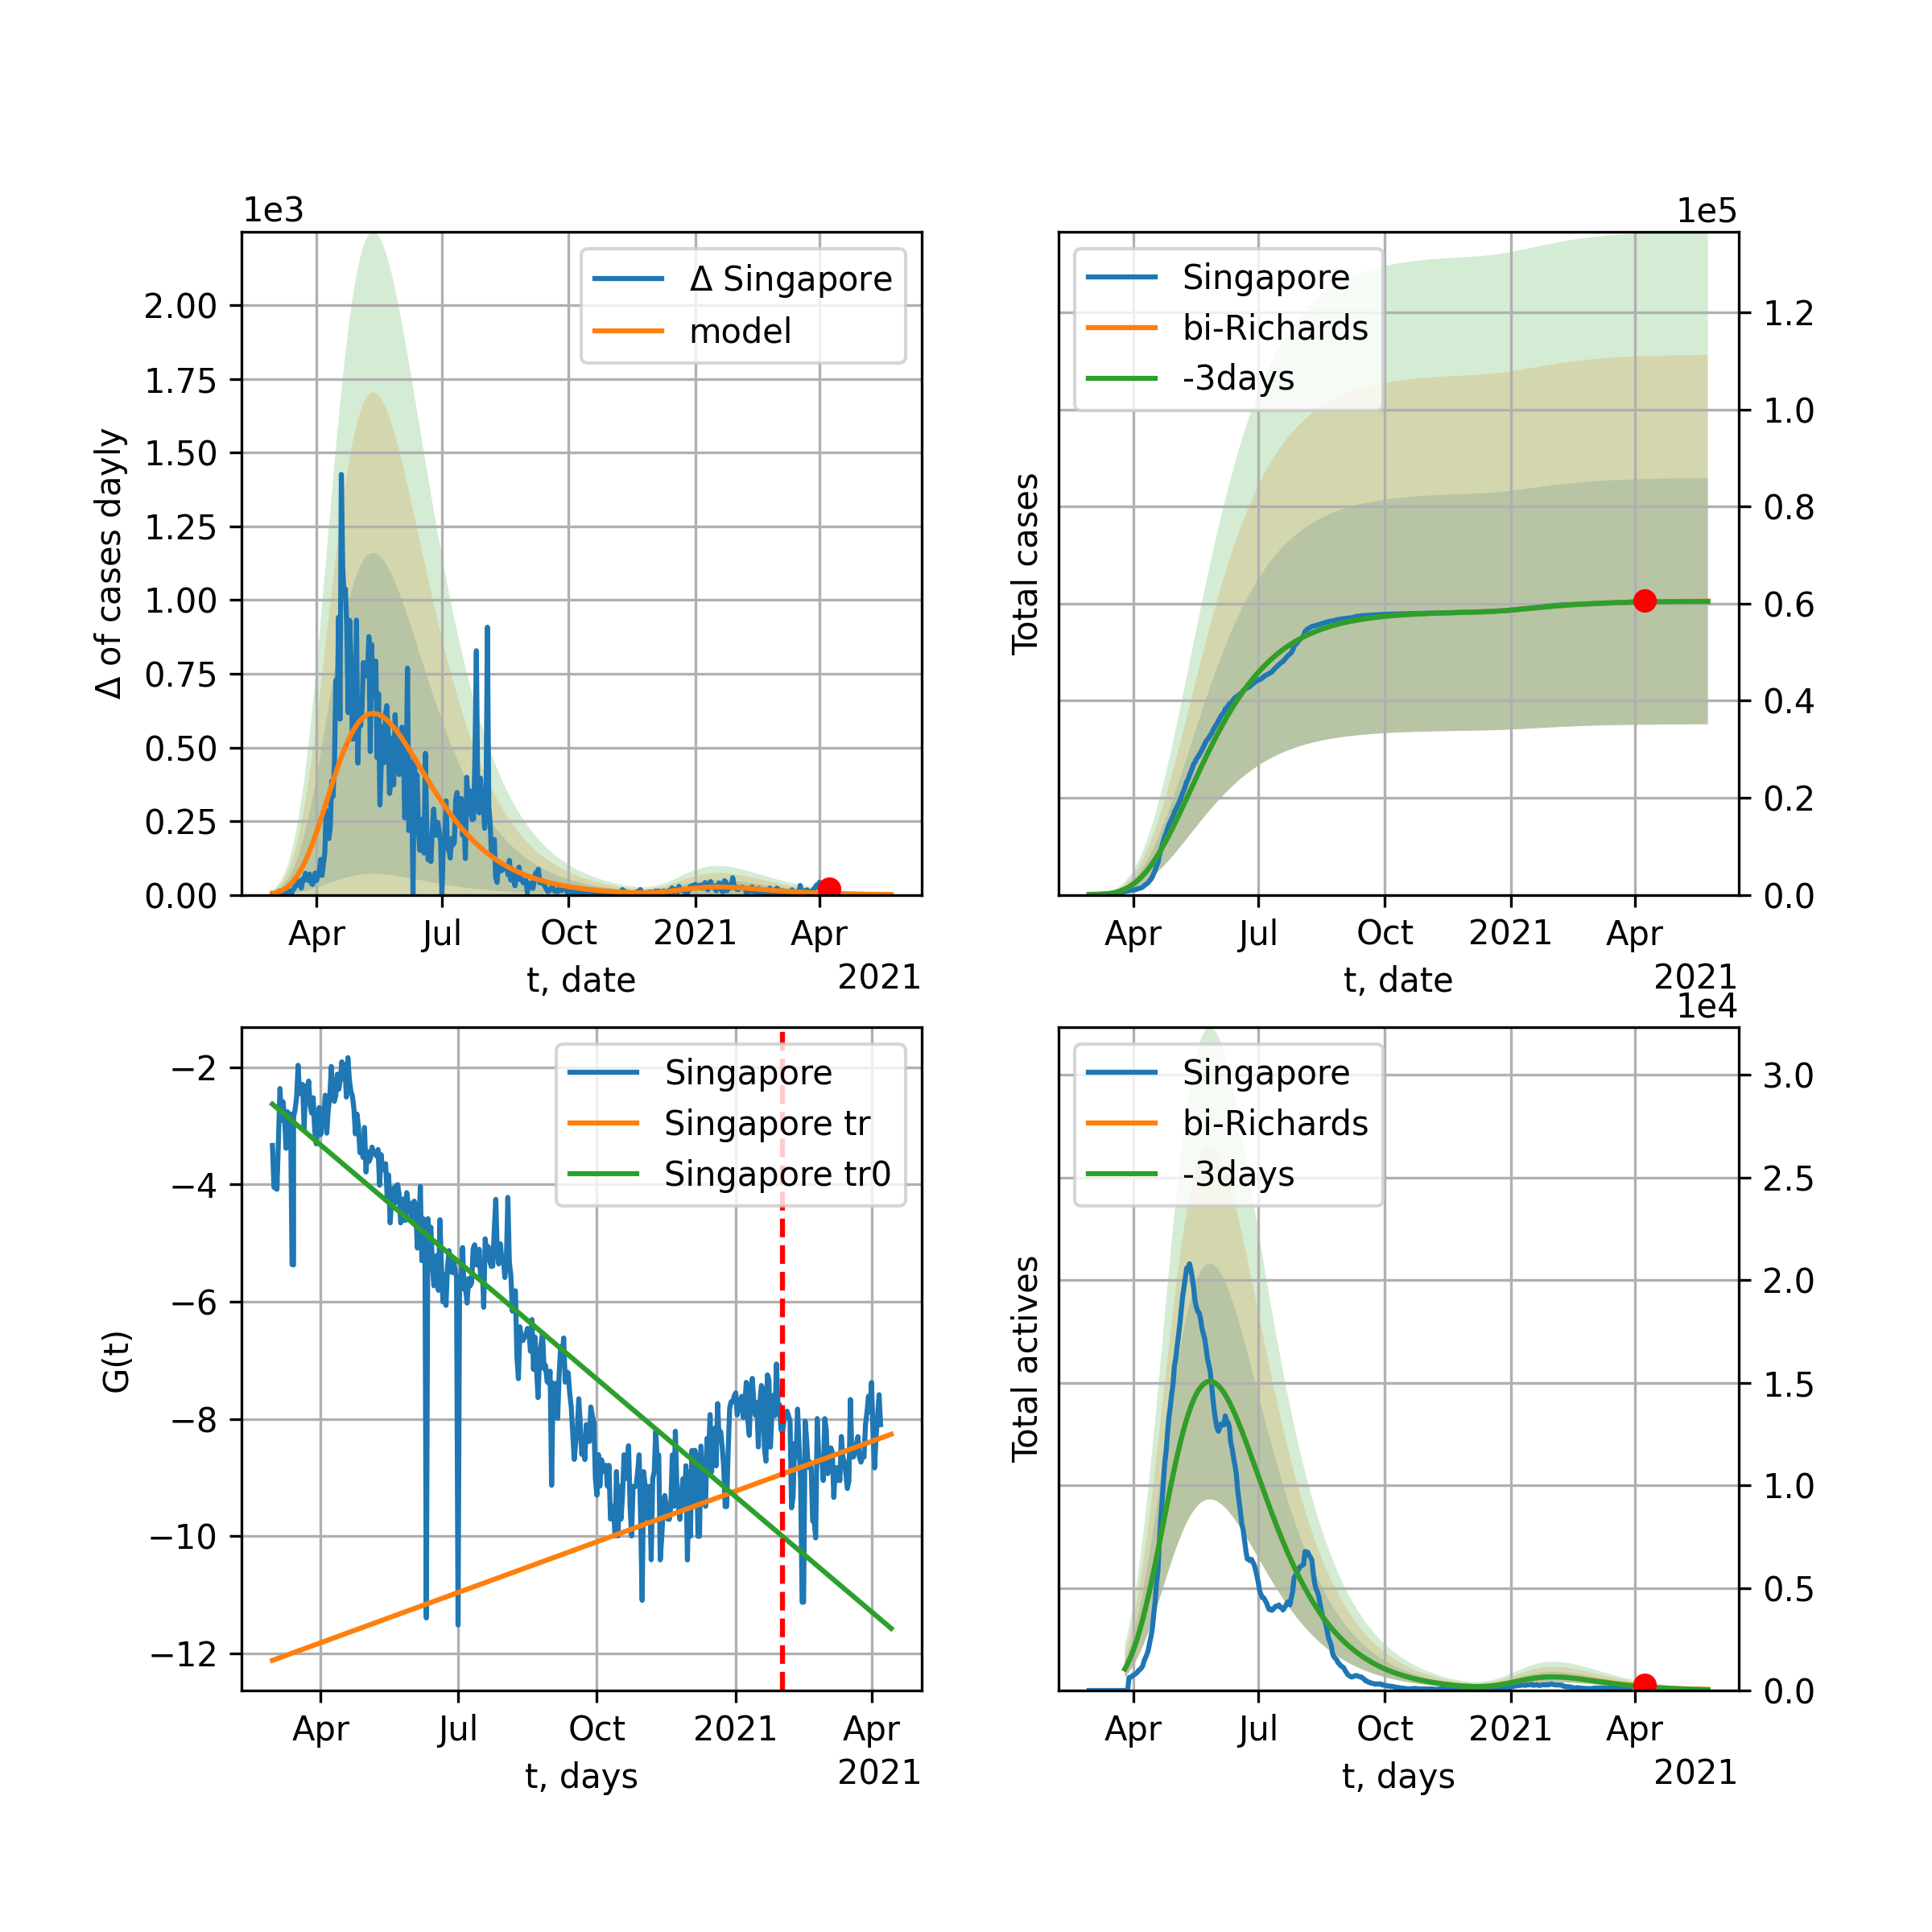 1e3
Δ of cases dayly
2.00
1.75
1.50
1.25
1.00
0.75
0.50
0.25
0.00
Δ Singapore
model
Apr
Jul
Oct
2021
Apr
t, date
2021
1e5
Total cases
Singapore
bi-Richards
-3days
1.2
1.0
0.8
0.6
0.4
0.2
0.0
Apr
Jul
Oct
2021
Apr
t, date
2021
G(t)
−2
−4
−6
−8
−10
−12
Singapore
Singapore tr
Singapore tr0
Apr
Jul
Oct
2021
Apr
t, days
2021
1e4
Total actives
Singapore
bi-Richards
-3days
3.0
2.5
2.0
1.5
1.0
0.5
0.0
Apr
Jul
Oct
2021
Apr
t, days
2021